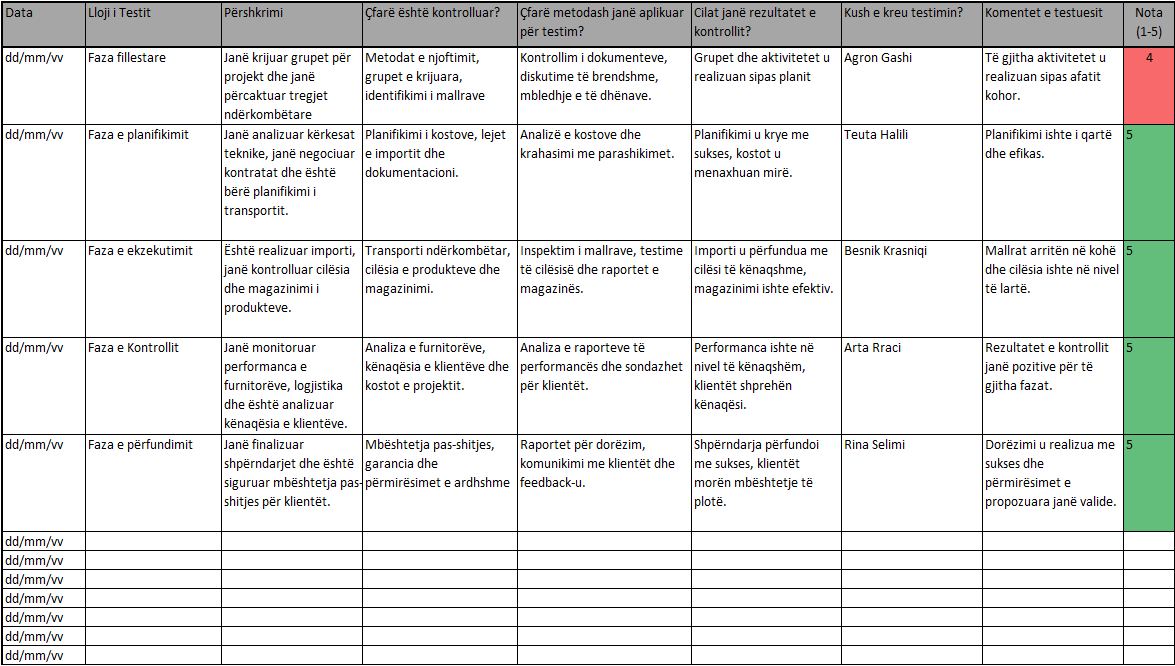 Data
Lloji i Testit
Përshkrimi
Çfarë është kontrolluar?
Çfarë metodash janë aplikuar
për testim?
Cilat janë rezultatet e
kontrollit?
Kush e kreu testimin?
Komentet e testuesit
Nota
(1-5)
dd/mm/vv
Faza fillestare
Janë krijuar grupet për
projekt dhe janë
përcaktuar tregjet
ndërkombëtare
Metodat e njoftimit,
grupet e krijuara,
identifikimi i mallrave
Kontrollim i dokumenteve,
diskutime të brendshme,
mbledhje e të dhënave.
Grupet dhe aktivitetet u
realizuan sipas planit
Agron Gashi
Të gjitha aktivitetet u
realizuan sipas afatit
kohor.
4
dd/mm/vv
Faza e planifikimit
Janë analizuar kërkesat
teknike, janë negociuar
kontratat dhe është
bërë planifikimi i
transportit.
Planifikimi i kostove, lejet
e importit dhe
dokumentacioni.
Analizë e kostove dhe
krahasimi me parashikimet.
Planifikimi u krye me
sukses, kostot u
menaxhuan mirë.
Teuta Halili
Planifikimi ishte i qartë
dhe efikas.
5
dd/mm/vv
Faza e ekzekutimit
Është realizuar importi,
janë kontrolluar cilësia
dhe magazinimi i
produkteve.
Transporti ndërkombëtar,
cilësia e produkteve dhe
magazinimi.
Inspektim i mallrave, testime
të cilësisë dhe raportet e
magazinës.
Importi u përfundua me
cilësi të kënaqshme,
magazinimi ishte efektiv.
Besnik Krasniqi
Mallrat arritën në kohë
dhe cilësia ishte në nivel
të lartë.
5
dd/mm/vv
Faza e Kontrollit
Janë monitoruar
performanca e
furnitorëve, logjistika
dhe është analizuar
kënaqësia e klientëve.
Analiza e furnitorëve,
kënaqësia e klientëve dhe
kostot e projektit.
Analiza e raporteve të
performancës dhe sondazhet
për klientët.
Performanca ishte në
nivel të kënaqshëm,
klientët shprehën
kënaqësi.
Arta Rraci
Rezultatet e kontrollit
janë pozitive për të
gjitha fazat.
5
dd/mm/vv
Faza e përfundimit
Janë finalizuar
shpërndarjet dhe është
siguruar mbështetja pas-
shitjes për klientët.
Mbështetja pas-shitjes,
garancia dhe
përmirësimet e ardhshme
Raportet për dorëzim,
komunikimi me klientët dhe
feedback-u.
Shpërndarja përfundoi
me sukses, klientët
morën mbështetje të
plotë.
Rina Selimi
Dorëzimi u realizua me
sukses dhe
përmirësimet e
propozuara janë valide.
5
dd/mm/vv
dd/mm/vv
dd/mm/vv
dd/mm/vv
dd/mm/vv
dd/mm/vv
dd/mm/vv